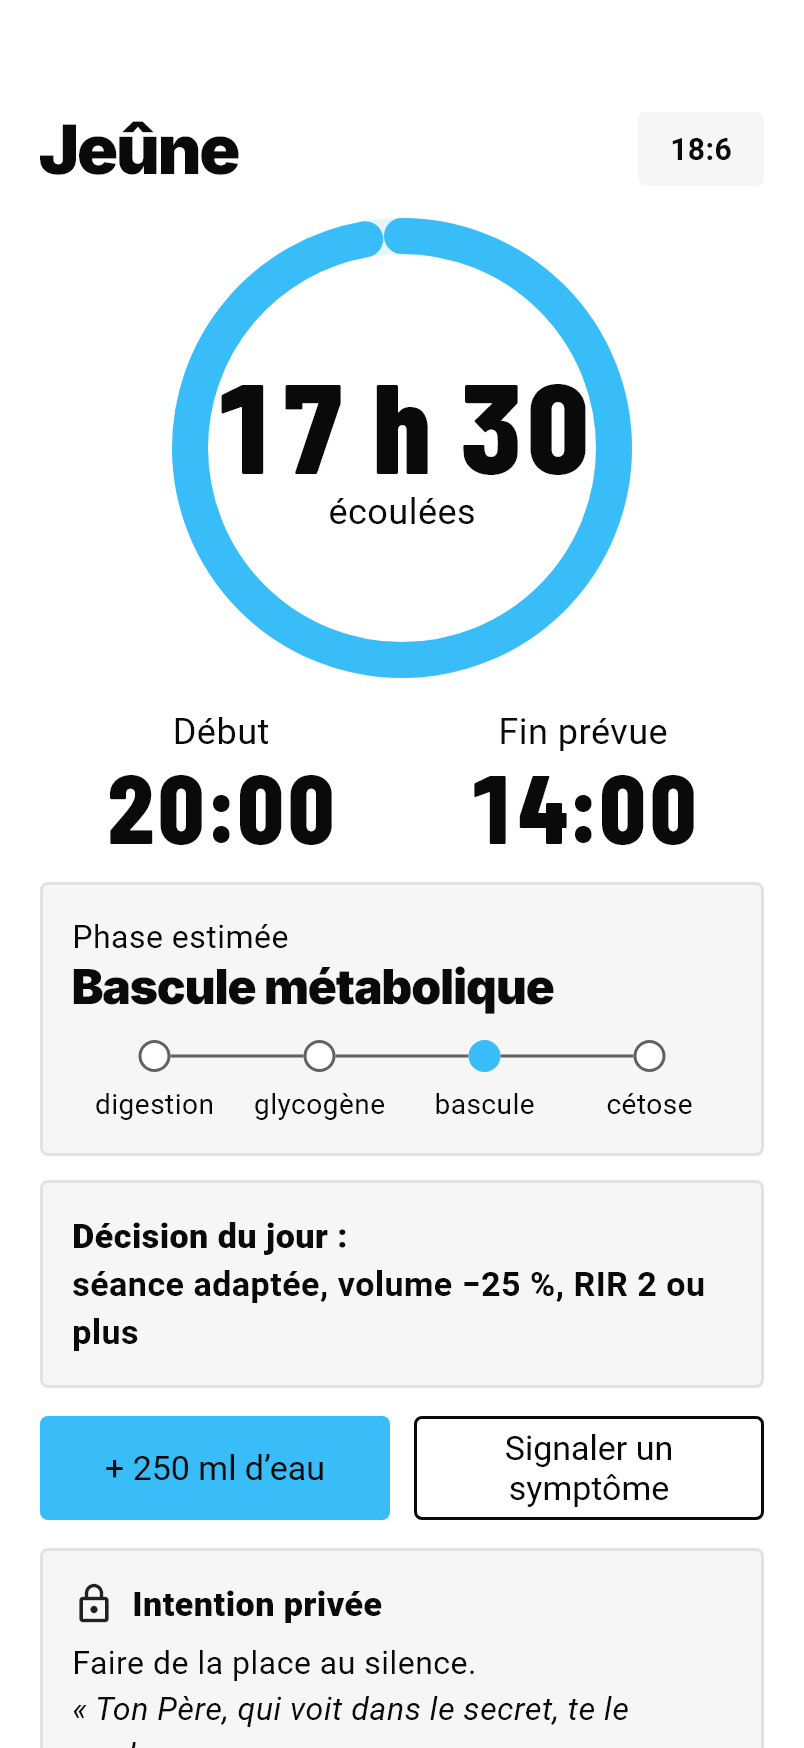 Jeûne
18:6
17 h 30
écoulées
Début
Fin prévue
20:00
14:00
Phase estimée
Bascule métabolique
digestion glycogène bascule cétose
Décision du jour :
séance adaptée, volume −25 %, RIR 2 ou
plus
+ 250 ml d’eau
Signaler un
symptôme
Intention privée
Faire de la place au silence.
« Ton Père, qui voit dans le secret, te le